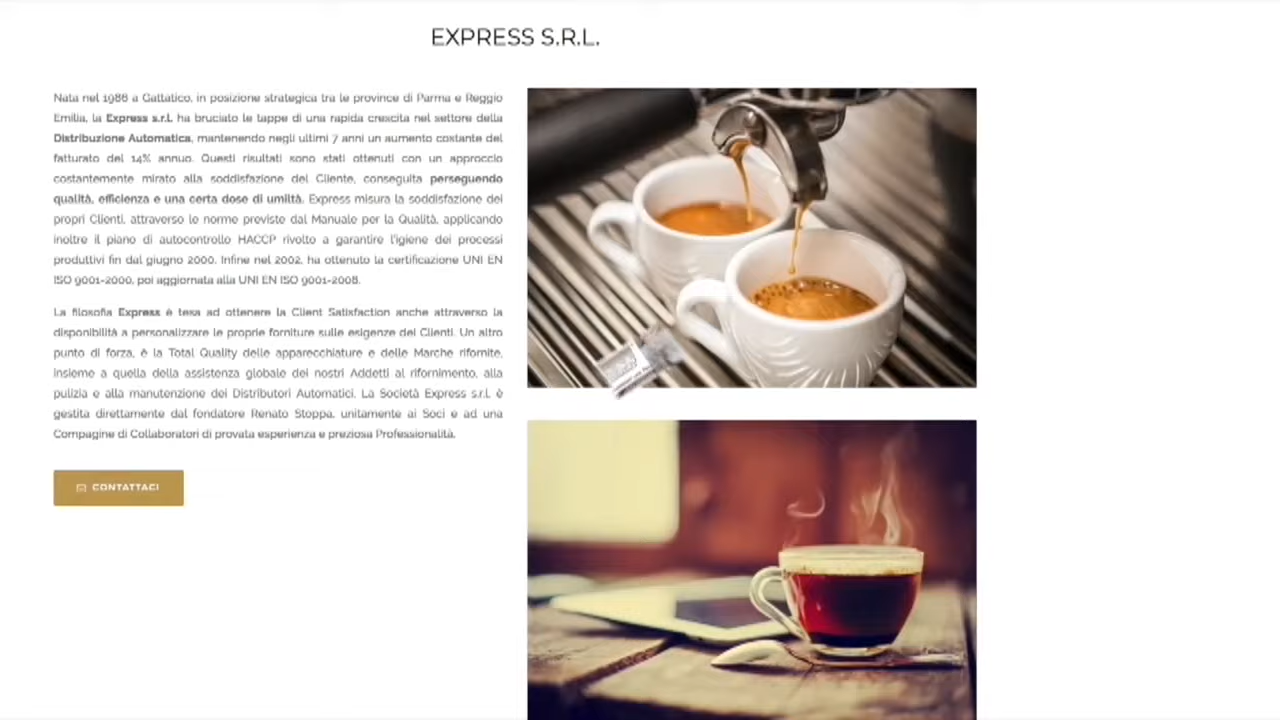 EXPRESS S.R.L.
Nata nel 1986 a Gattatico, in posizione strategica tra le province di Parma e Reggio
Emilia, la Express s.r.l. ha bruciato le tappe di una rapida crescita nel settore della
Distribuzione Automatica, mantenendo negli ultimi 7 anni un aumento costante del
fatturato del 14% annuo. Questi risultati sono stati ottenuti con un approccio
costantemente mirato alla soddisfazione del Cliente, conseguita perseguendo
qualità, efficienza e una certa dose di umiltà. Express misura la soddisfazione dei
propri Clienti, attraverso le norme previste dal Manuale per la Qualità, applicando
inoltre il piano di autocontrollo HACCP rivolto a garantire l'igiene dei processi
produttivi fin dal giugno 2000. Infine nel 2002, ha ottenuto la certificazione UNI EN
ISO 9001-2000, poi aggiornata alla UNI EN ISO 9001-2008.
La filosofia Express è tesa ad ottenere la Client Satisfaction anche attraverso la
disponibilità a personalizzare le proprie forniture sulle esigenze dei Clienti. Un altro
punto di forza, è la Total Quality delle apparecchiature e delle Marche rifornite,
insieme a quella della assistenza globale dei nostri Addetti al rifornimento, alla
pulizia e alla manutenzione dei Distributori Automatici. La Società Express s.r.l. è
gestita direttamente dal fondatore Renato Stoppa, unitamente ai Soci e ad una
Compagine di Collaboratori di provata esperienza e preziosa Professionalità.
CONTATTACI